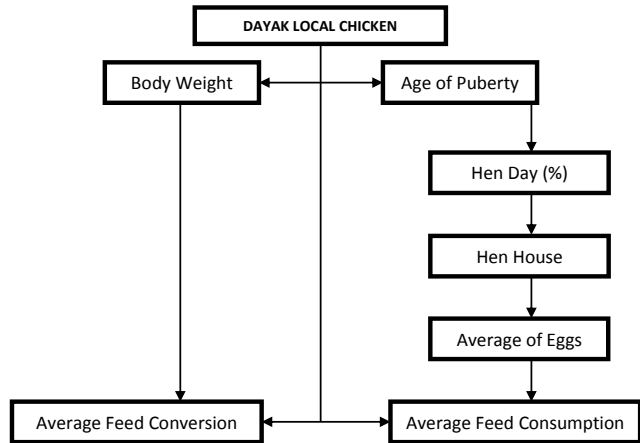 DAYAK LOCAL CHICKEN
Body Weight
Age of Puberty
Hen Day (%)
Hen House
Average of Eggs
Average Feed Conversion
Average Feed Consumption